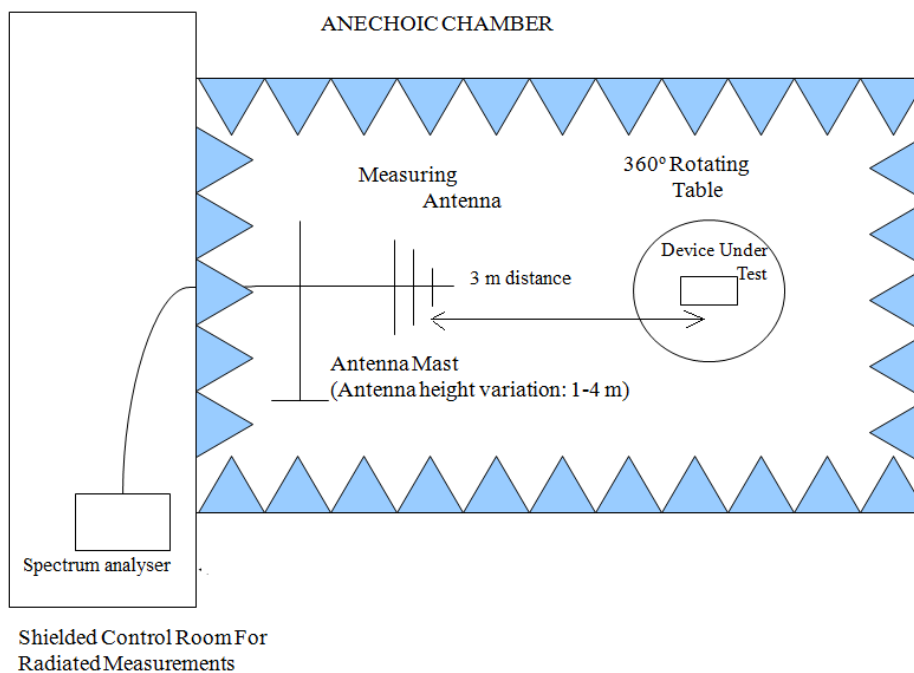 ANECHOIC CHAMBER
Measuring
Antenna
360º Rotating
Table
Device Under
Test
3 m distance
Antenna Mast
(Antenna height variation: 1-4 m)
Spectrum analyser
Shielded Control Room For
Radiated Measurements